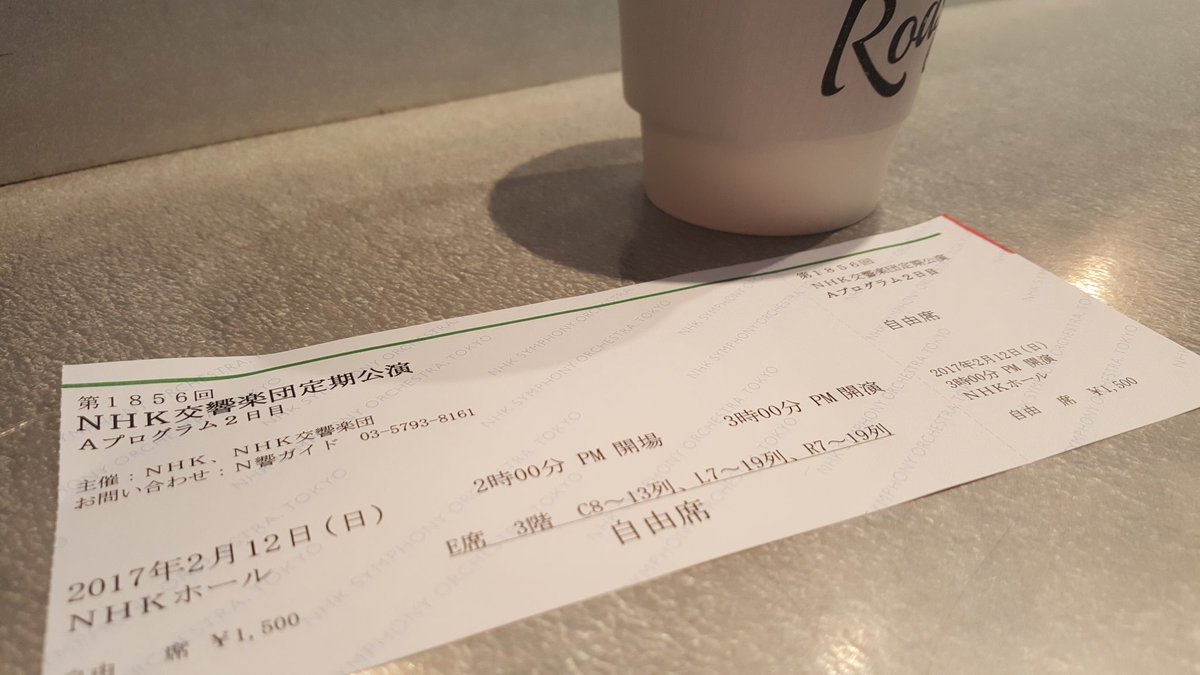 第1856回
NHK交響楽団定期公演
Aプログラム2日目
主催：NHK、NHK交響楽団
お問い合わせ：N響ガイド 03-5793-8161
2時00分 PM 開場 3時00分 PM 開演
E席 3階 C8～13列、L7～19列、R7～19列
自由席
2017年2月12日（日）
NHKホール
自由 席 ¥1,500
第1856回
NHK交響楽団定期公演
Aプログラム2日目
自由席
2017年2月12日（日）
3時00分 PM 開演
NHKホール
自由 席 ¥1,500
NHK SYMPHONY ORCHESTRA, TOKYO